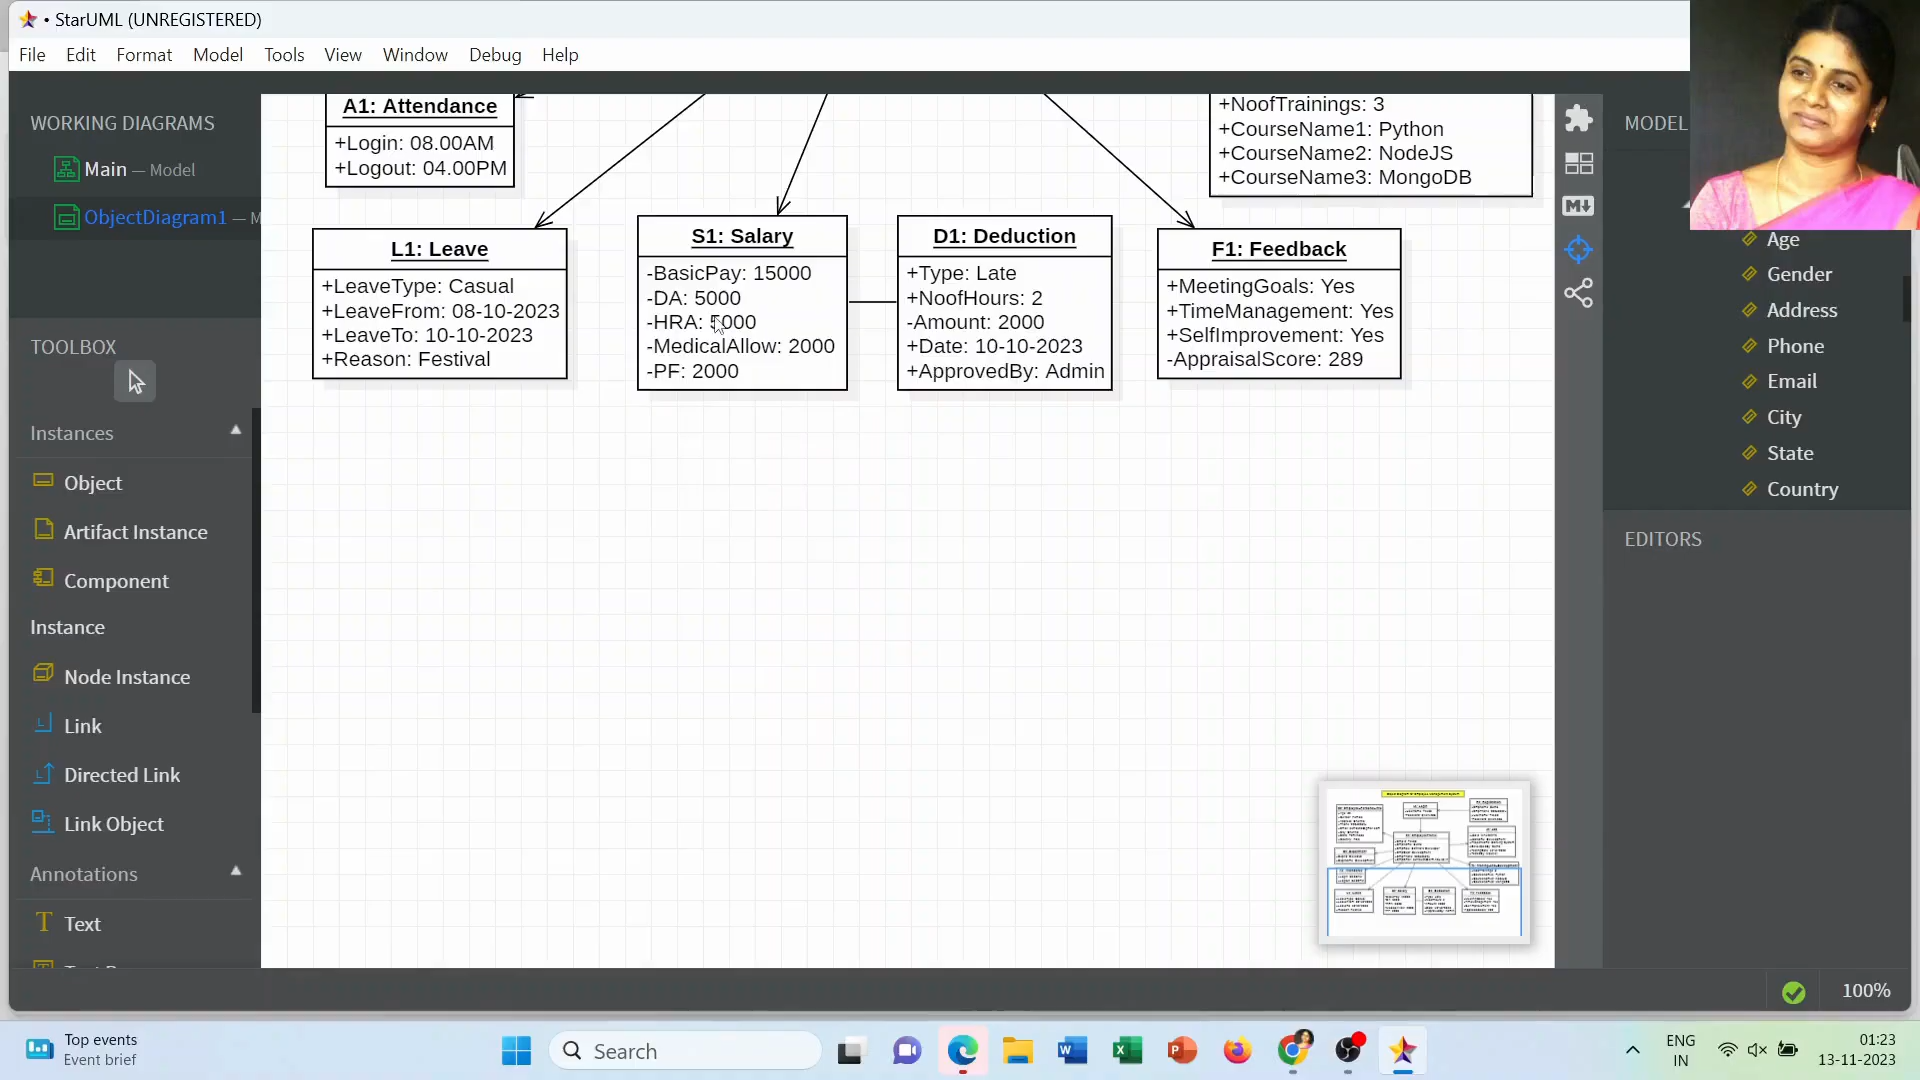 • StarUML (UNREGISTERED)
File Edit Format Model Tools View Window Debug Help
WORKING DIAGRAMS
Main — Model
ObjectDiagram1 — M
TOOLBOX
Instances
Object
Artifact Instance
Component
Instance
Node Instance
Link
Directed Link
Link Object
Annotations
Text
A1: Attendance
+Login: 08.00AM
+Logout: 04.00PM
+NoofTrainings: 3
+CourseName1: Python
+CourseName2: NodeJS
+CourseName3: MongoDB
L1: Leave
+LeaveType: Casual
+LeaveFrom: 08-10-2023
+LeaveTo: 10-10-2023
+Reason: Festival
S1: Salary
-BasicPay: 15000
-DA: 5000
-HRA: 5000
-MedicalAllow: 2000
-PF: 2000
D1: Deduction
+Type: Late
+NoofHours: 2
-Amount: 2000
+Date: 10-10-2023
+ApprovedBy: Admin
F1: Feedback
+MeetingGoals: Yes
+TimeManagement: Yes
+SelfImprovement: Yes
-AppraisalScore: 289
MODEL
Age
Gender
Address
Phone
Email
City
State
Country
EDITORS
100%
Top events
Event brief
Search
ENG
IN
01:23
13-11-2023